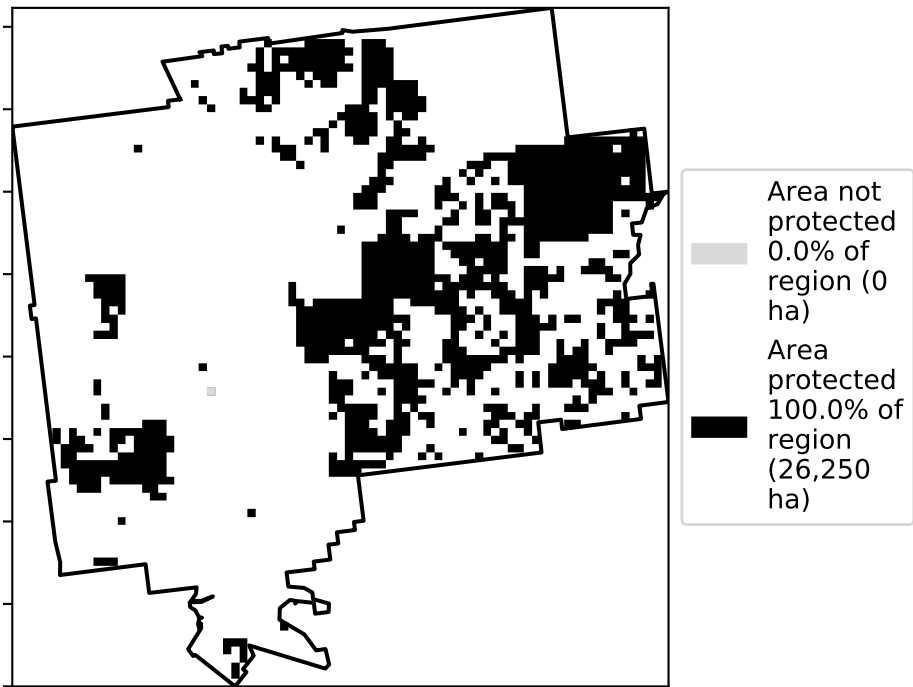 Area not
protected
0.0% of
region (0
ha)
Area
protected
100.0% of
region
(26,250
ha)